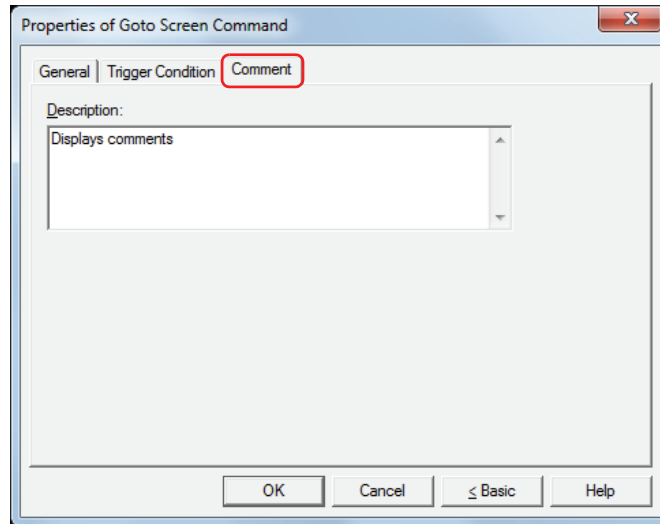 Properties of Goto Screen Command
General Trigger Condition Comment
Description:
Displays comments
OK Cancel ≤ Basic Help